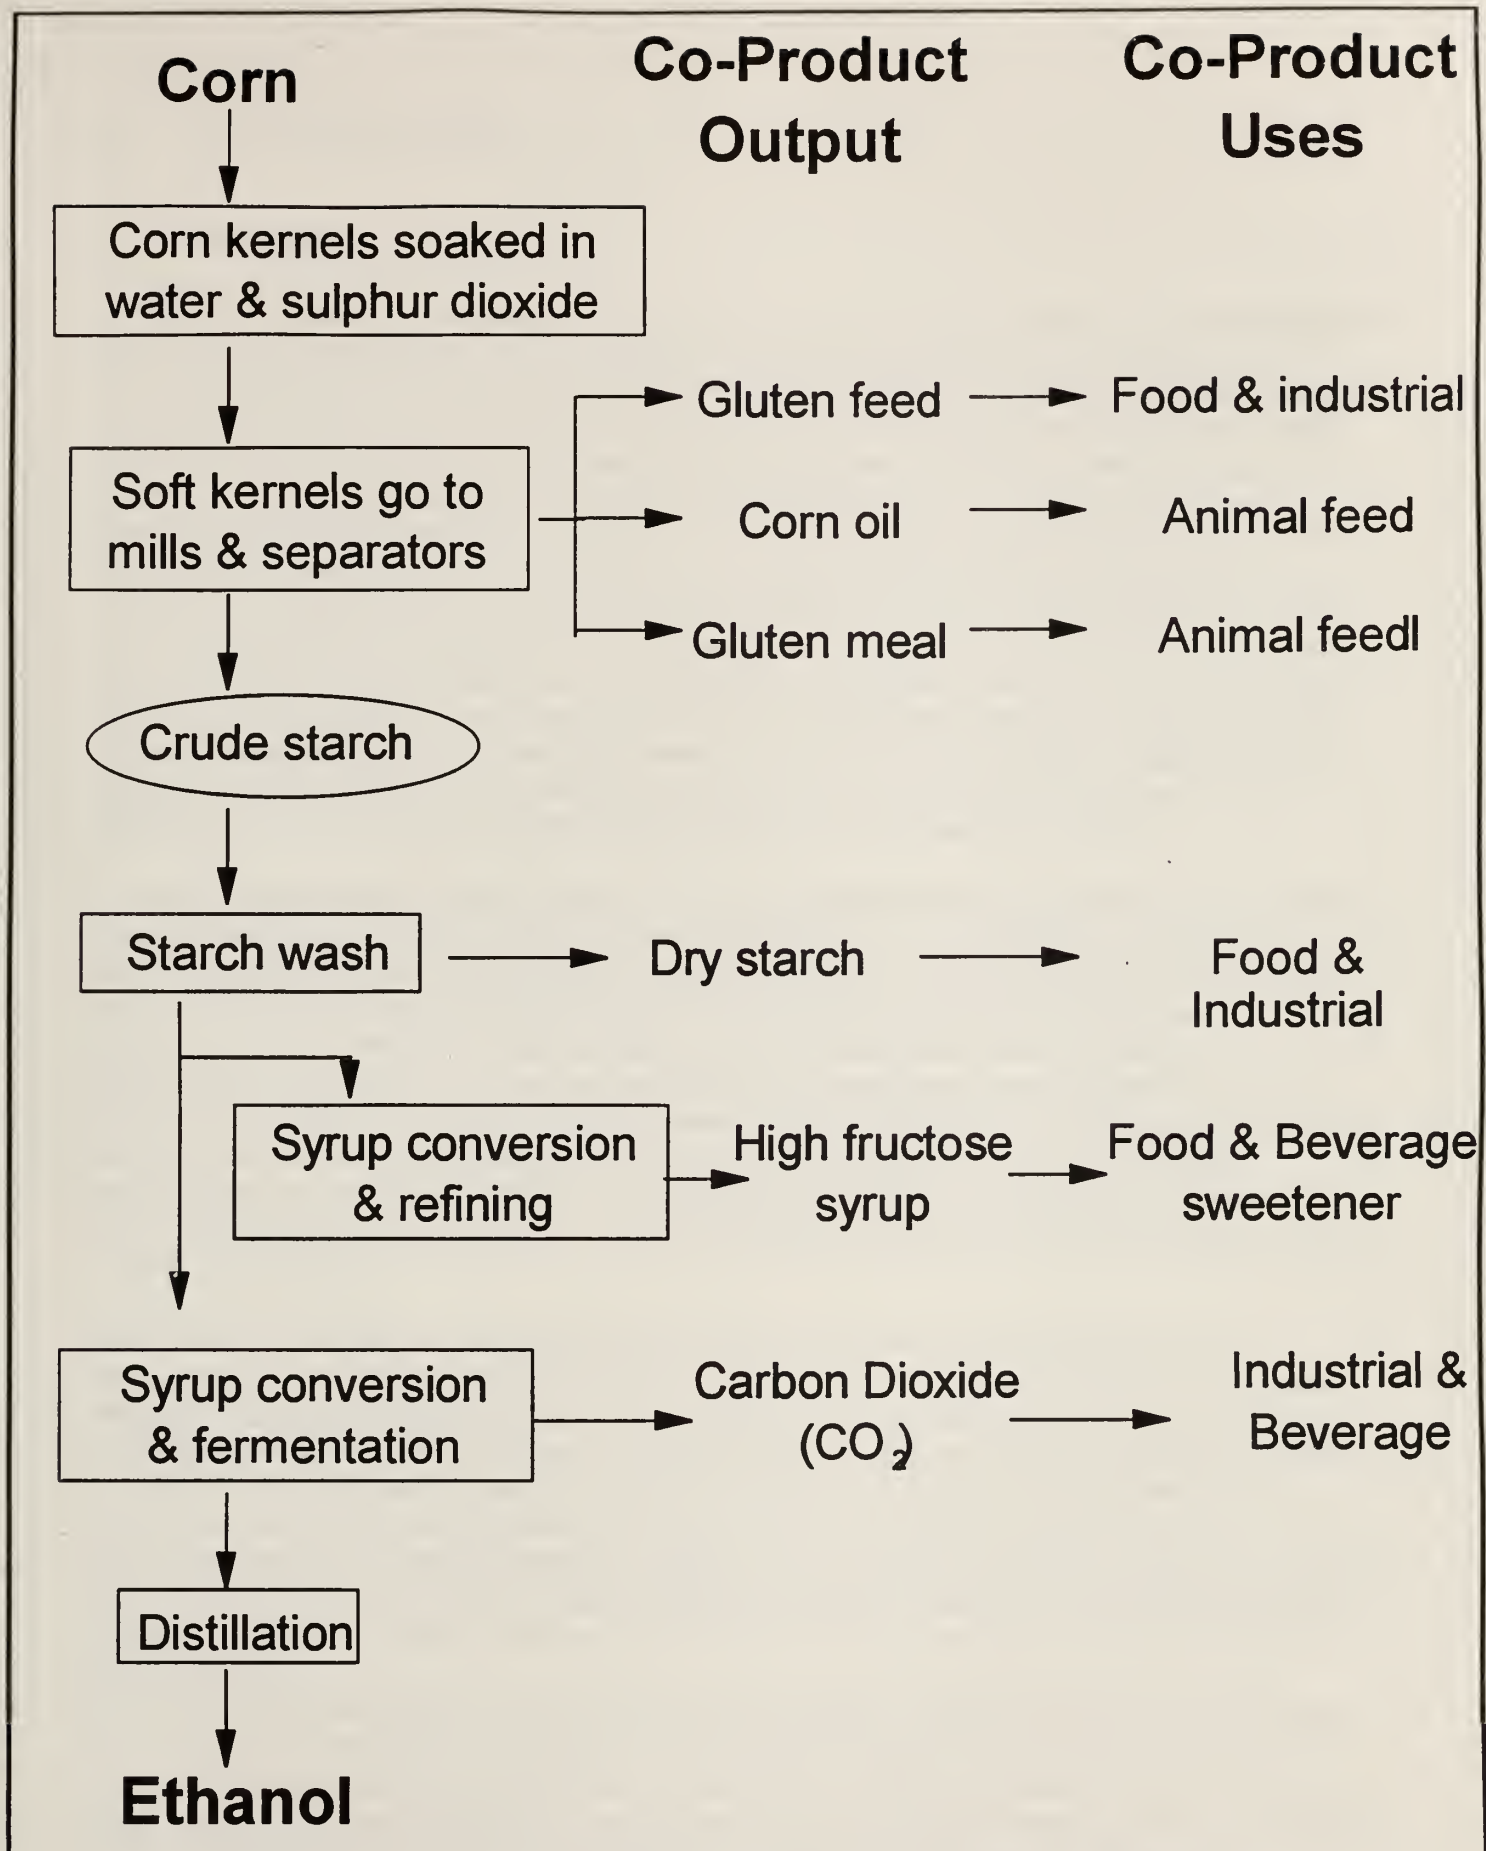 Corn
Co-Product
Output
Co-Product
Uses
Corn kernels soaked in
water & sulphur dioxide
Soft kernels go to
mills & separators
Gluten feed
Food & industrial
Corn oil
Animal feed
Gluten meal
Animal feedl
Crude starch
Starch wash
Dry starch
Food &
Industrial
Syrup conversion
& refining
High fructose
syrup
Food & Beverage
sweetener
Syrup conversion
& fermentation
Carbon Dioxide
(CO₂)
Industrial &
Beverage
Distillation
Ethanol